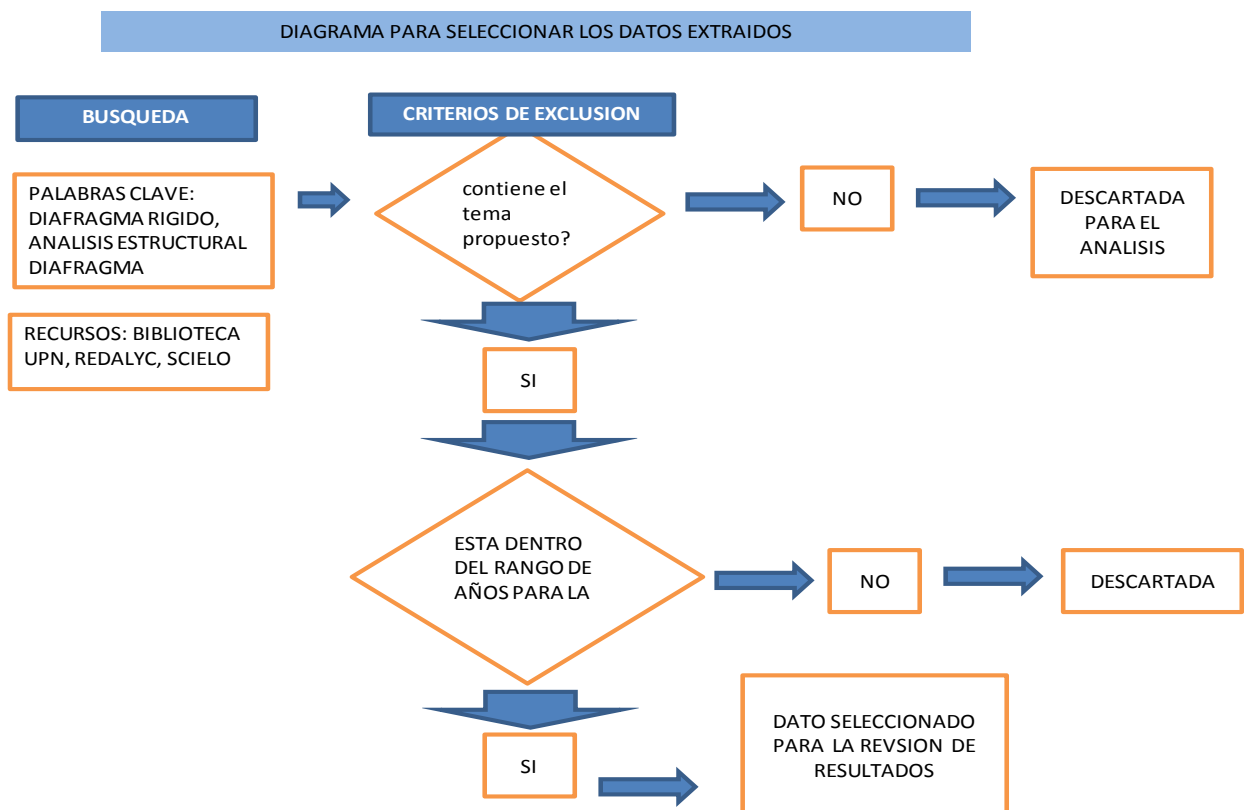 DIAGRAMA PARA SELECCIONAR LOS DATOS EXTRAIDOS
BUSQUEDA
CRITERIOS DE EXCLUSION
PALABRAS CLAVE:
DIAFRAGMA RIGIDO,
ANALISIS ESTRUCTURAL
DIAFRAGMA
contiene el
tema
propuesto?
NO
DESCARTADA
PARA EL
ANALISIS
RECURSOS: BIBLIOTECA
UPN, REDALYC, SCIELO
SI
ESTA DENTRO
DEL RANGO DE
AÑOS PARA LA
NO
DESCARTADA
SI
DATO SELECCIONADO
PARA LA REVSION DE
RESULTADOS